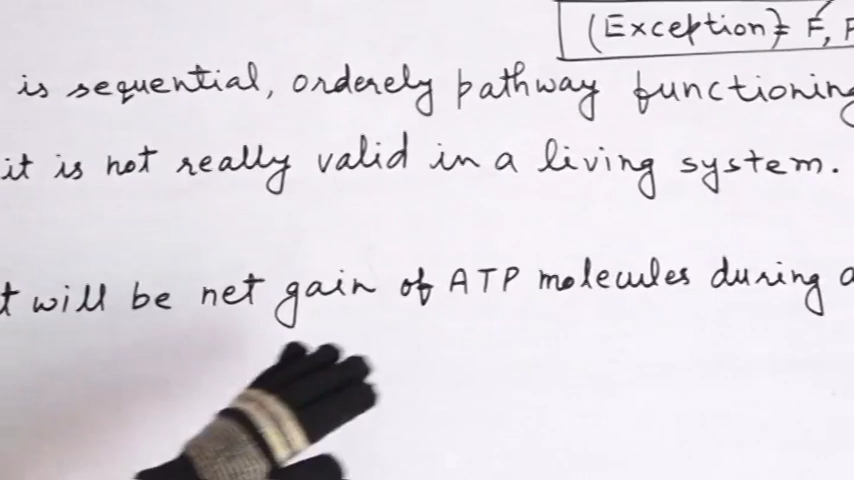 (Exception) = F,
is sequential, orderely pathway functioning
it is not really valid in a living system.
will be net gain of ATP molecules during a